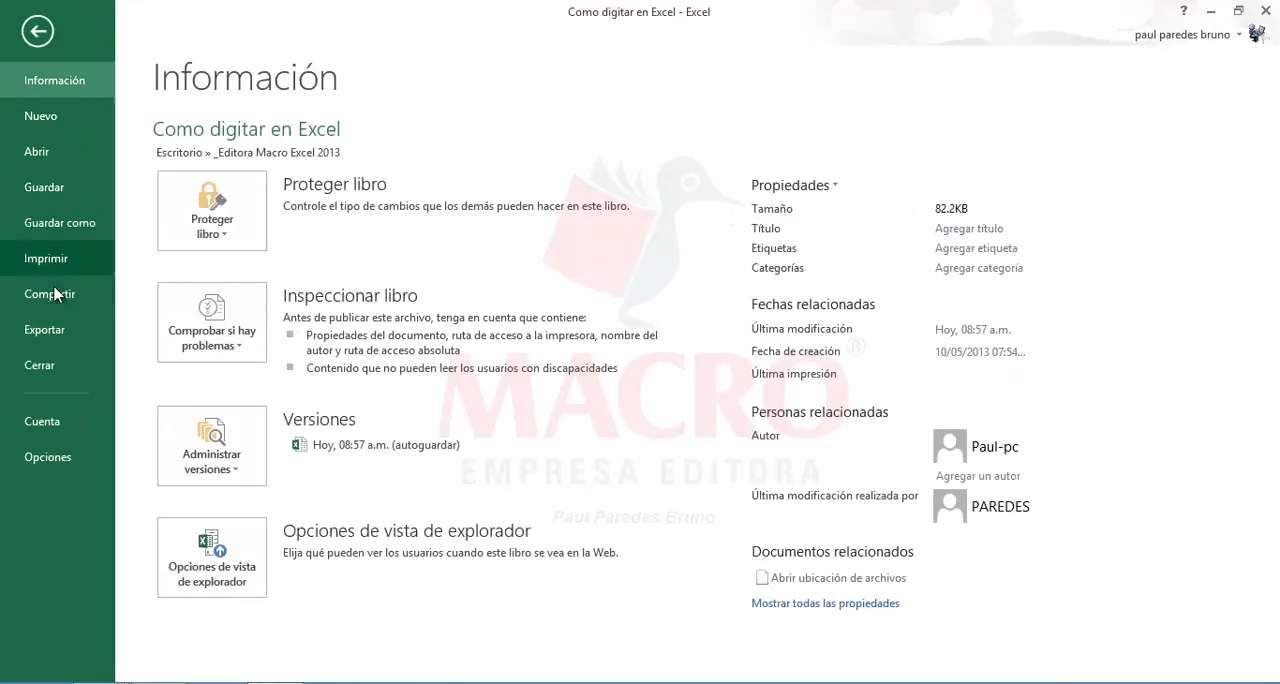 Como digitar en Excel - Excel
?
paul paredes bruno
Información
Nuevo
Abrir
Guardar
Guardar como
Imprimir
Compartir
Exportar
Cerrar
Cuenta
Opciones
Información
Como digitar en Excel
Escritorio » _Editora Macro Excel 2013
Proteger
libro
Proteger libro
Controle el tipo de cambios que los demás pueden hacer en este libro.
Comprobar si hay
problemas
Inspeccionar libro
Antes de publicar este archivo, tenga en cuenta que contiene:
Propiedades del documento, ruta de acceso a la impresora, nombre del
autor y ruta de acceso absoluta
Contenido que no pueden leer los usuarios con discapacidades
Administrar
versiones
Versiones
Hoy, 08:57 a.m. (autoguardar)
Opciones de vista
de explorador
Opciones de vista de explorador
Elija qué pueden ver los usuarios cuando este libro se vea en la Web.
Propiedades
Tamaño 82.2KB
Título Agregar título
Etiquetas Agregar etiqueta
Categorías Agregar categoría
Fechas relacionadas
Última modificación Hoy, 08:57 a.m.
Fecha de creación 10/05/2013 07:54...
Última impresión
Personas relacionadas
Autor Paul-pc
Agregar un autor
Última modificación realizada por PAREDES
Documentos relacionados
Abrir ubicación de archivos
Mostrar todas las propiedades
MACRO ®
EMPRESA EDITORA
Paul Paredes Bruno